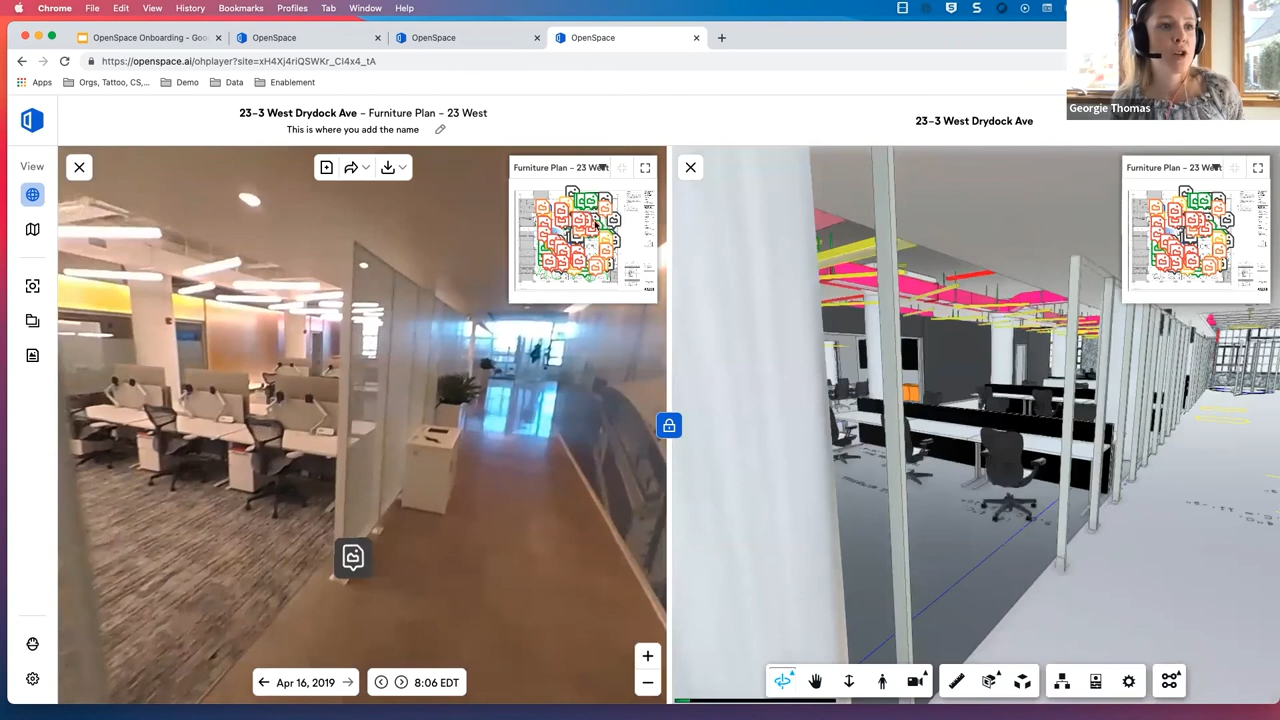 Chrome File Edit View History Bookmarks Profiles Tab Window Help
OpenSpace Onboarding – Goo
OpenSpace
OpenSpace
OpenSpace
https://openspace.ai/ohplayer?site=xH4Xj4riQSWKr_CI4x4_tA
Apps Orgs, Tattoo, CS,... Demo Data Enablement
Georgie Thomas
23-3 West Drydock Ave – Furniture Plan – 23 West
This is where you add the name
23-3 West Drydock Ave
View
Furniture Plan – 23 West
Furniture Plan – 23 West
Apr 16, 2019
8:06 EDT